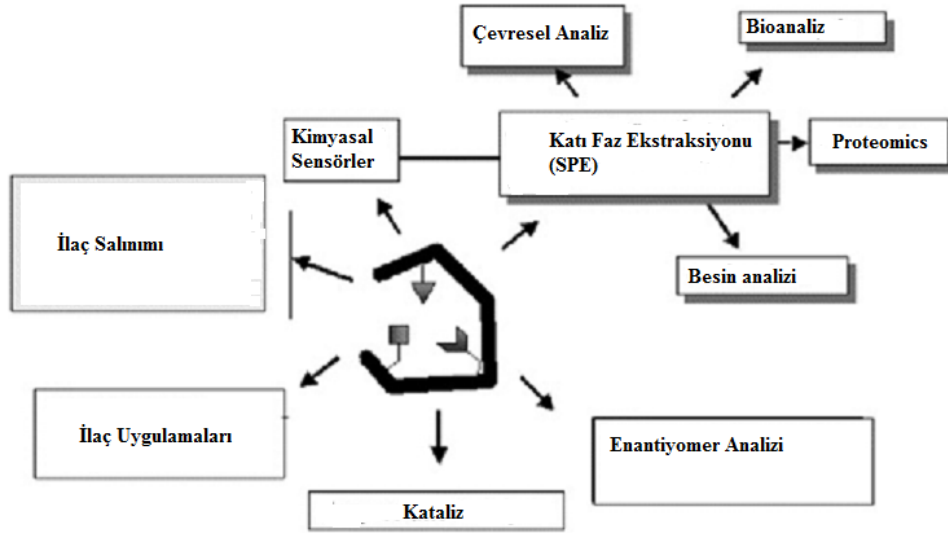 Çevresel Analiz
Bioanaliz
Kimyasal
Sensörler
Katı Faz Ekstraksiyonu
(SPE)
Proteomics
İlaç Salınımı
Besin analizi
İlaç Uygulamaları
Enantiyomer Analizi
Kataliz